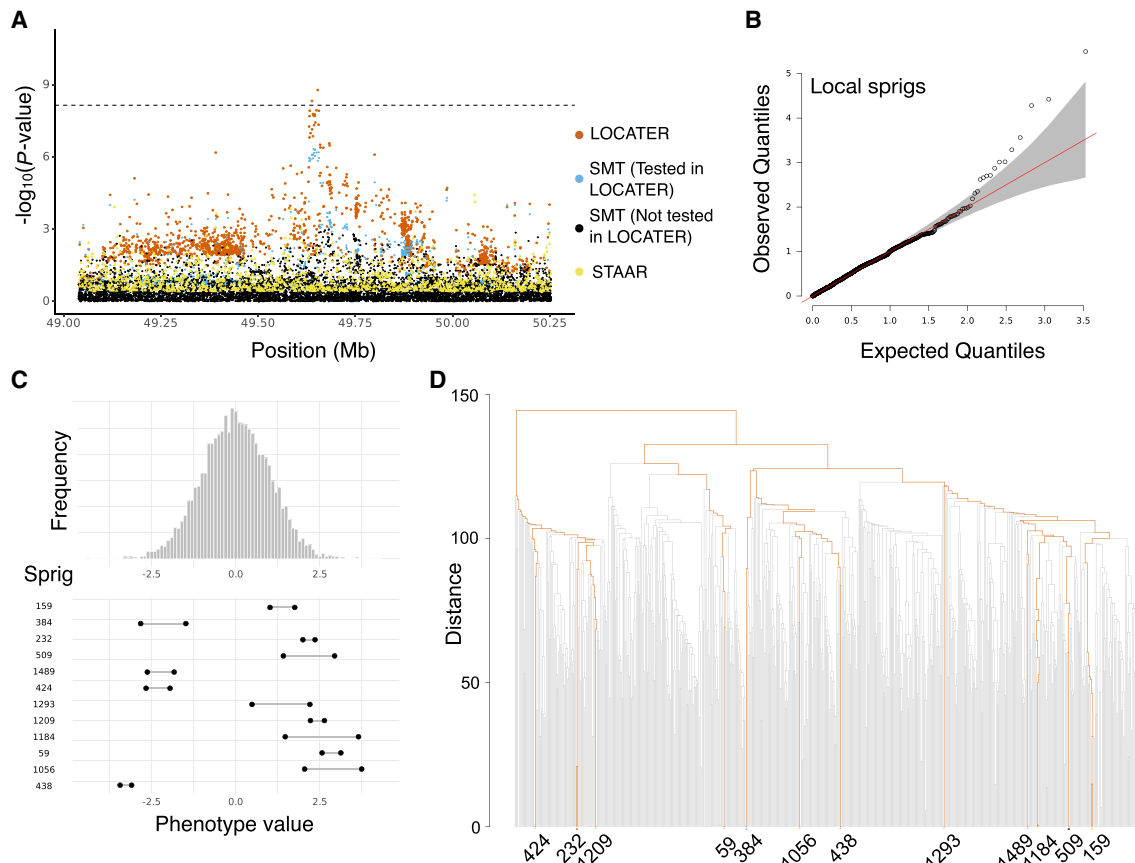 A
-log10(P-value)
9
6
3
0
49.00 49.25 49.50 49.75 50.00 50.25
Position (Mb)
LOCATER
SMT (Tested in
LOCATER)
SMT (Not tested
in LOCATER)
STAAR
B
Local sprigs
Observed Quantiles
5
4
3
2
1
0
0.0 0.5 1.0 1.5 2.0 2.5 3.0 3.5
Expected Quantiles
C
Frequency
-2.5 0.0 2.5
Sprig
159
384
232
509
1489
424
1293
1209
1184
59
1056
438
-2.5 0.0 2.5
Phenotype value
D
Distance
150
100
50
0
424 232 1209 59 384 1056 438 1293 1489 1184 509 159